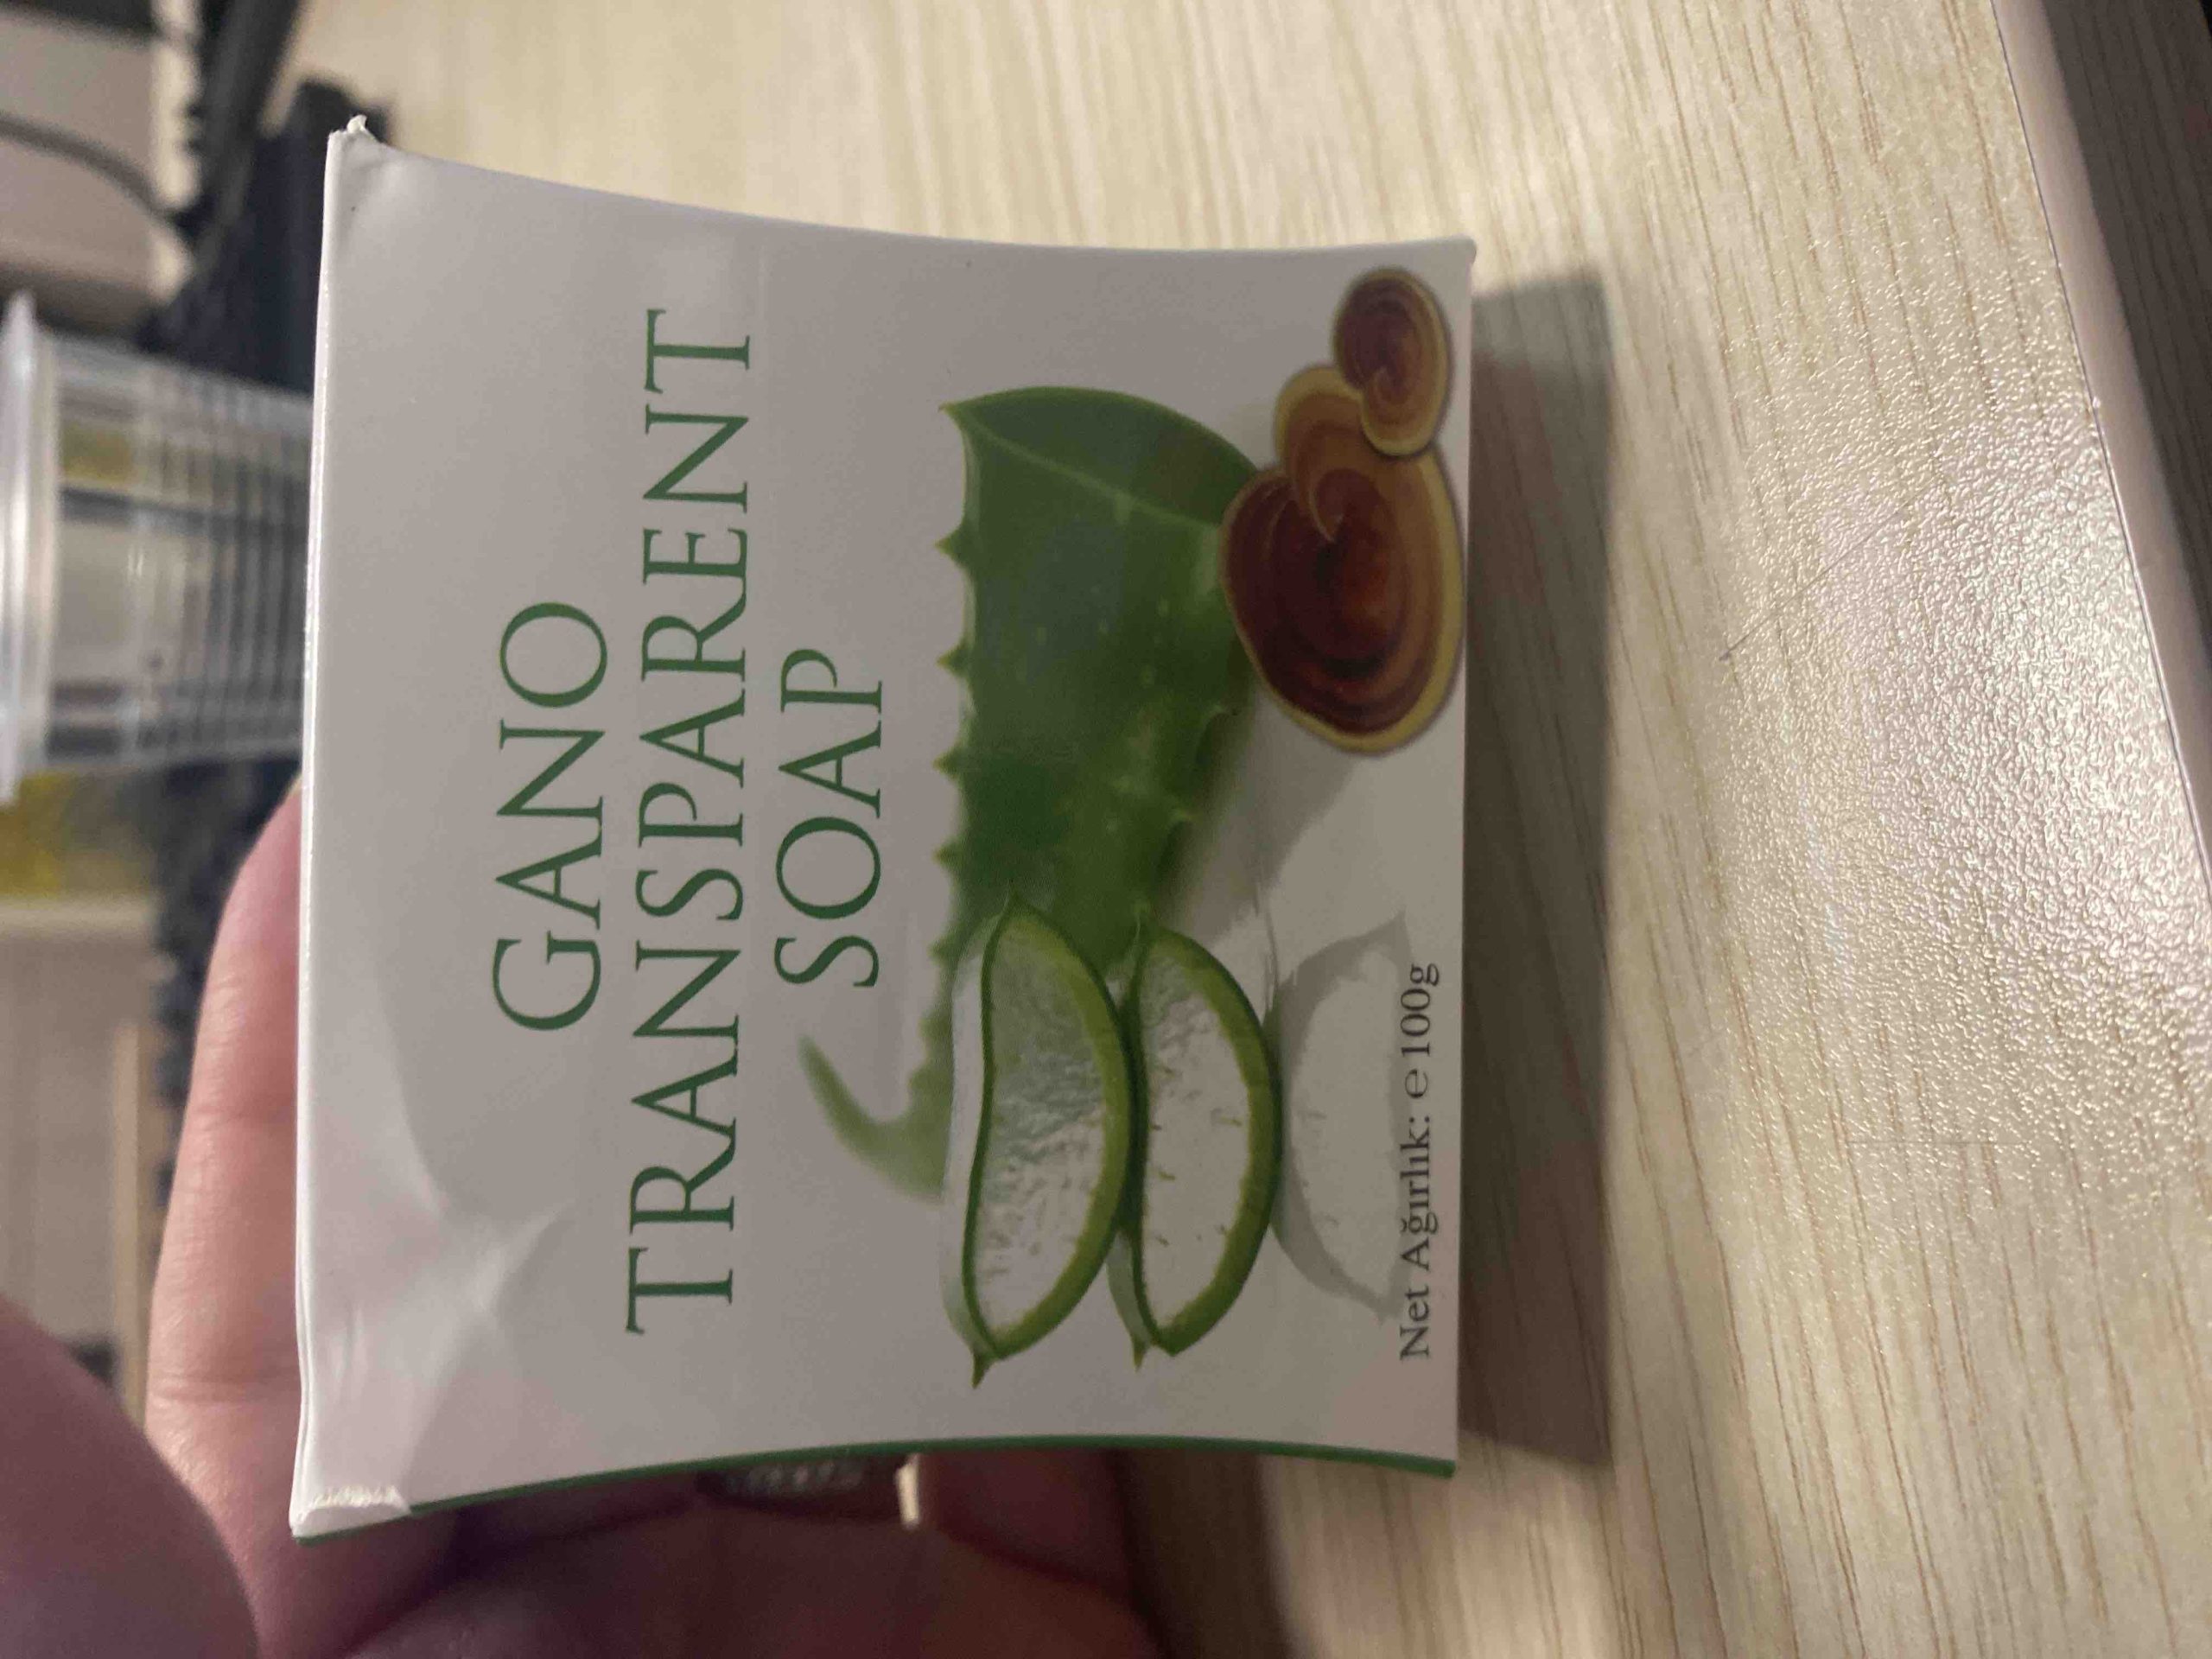 GANO
TRANSPARENT
SOAP
Net Ağırlık: ℮ 100g